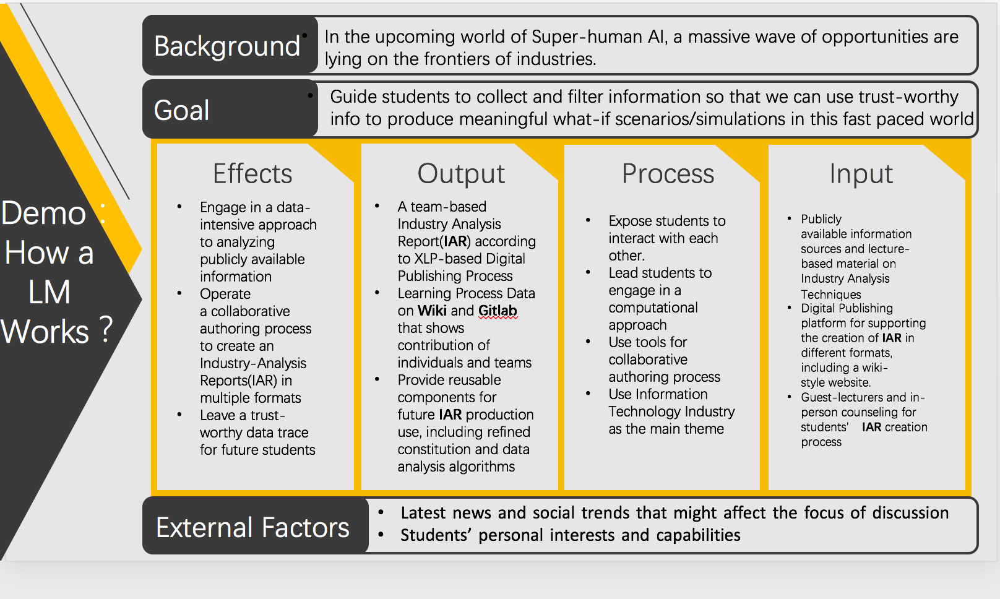 Demo：
How a
LM
Works？
Background
• In the upcoming world of Super-human AI, a massive wave of opportunities are
lying on the frontiers of industries.
Goal
• Guide students to collect and filter information so that we can use trust-worthy
info to produce meaningful what-if scenarios/simulations in this fast paced world
Effects
• Engage in a data-
intensive approach
to analyzing
publicly available
information
• Operate
a collaborative
authoring process
to create an
Industry-Analysis
Reports(IAR) in
multiple formats
• Leave a trust-
worthy data trace
for future students
Output
• A team-based
Industry Analysis
Report(IAR) according
to XLP-based Digital
Publishing Process
• Learning Process Data
on Wiki and Gitlab
that shows
contribution of
individuals and teams
• Provide reusable
components for
future IAR production
use, including refined
constitution and data
analysis algorithms
Process
• Expose students to
interact with each
other.
• Lead students to
engage in a
computational
approach
• Use tools for
collaborative
authoring process
• Use Information
Technology Industry
as the main theme
Input
• Publicly
available information
sources and lecture-
based material on
Industry Analysis
Techniques
• Digital Publishing
platform for supporting
the creation of IAR in
different formats,
including a wiki-
style website.
• Guest-lecturers and in-
person counseling for
students’ IAR creation
process
External Factors
• Latest news and social trends that might affect the focus of discussion
• Students’ personal interests and capabilities